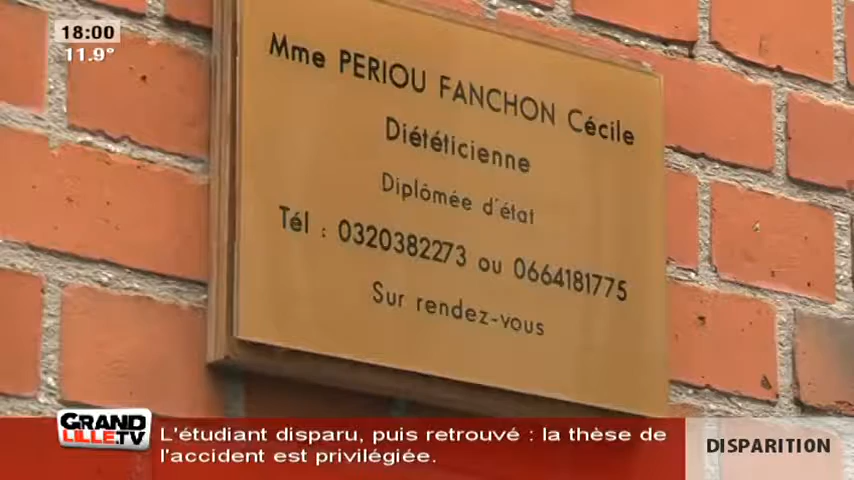 18:00
11.9°
Mme PERIOU FANCHON Cécile
Diététicienne
Diplômée d'état
Tél : 0320382273 ou 0664181775
Sur rendez-vous
GRAND
LILLE.TV
L'étudiant disparu, puis retrouvé : la thèse de
l'accident est privilégiée.
DISPARITION